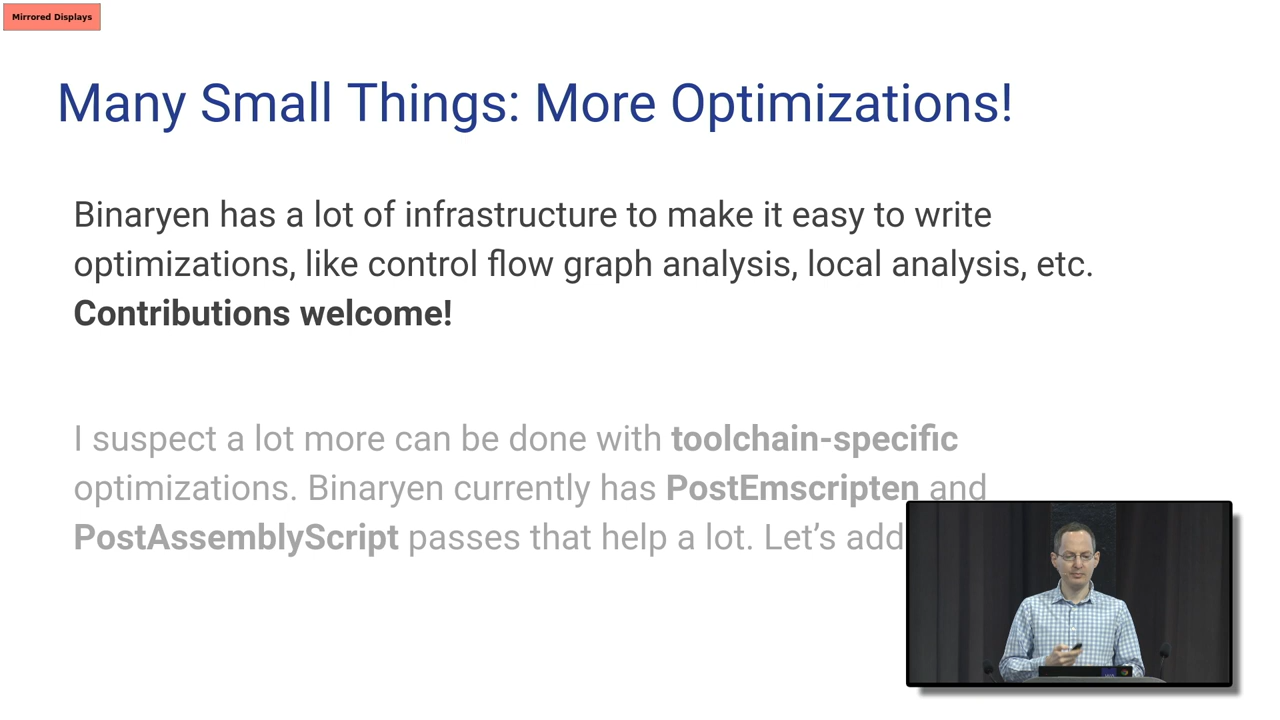 Mirrored Displays
Many Small Things: More Optimizations!
Binaryen has a lot of infrastructure to make it easy to write
optimizations, like control flow graph analysis, local analysis, etc.
Contributions welcome!
I suspect a lot more can be done with toolchain-specific
optimizations. Binaryen currently has PostEmscripten and
PostAssemblyScript passes that help a lot. Let’s add